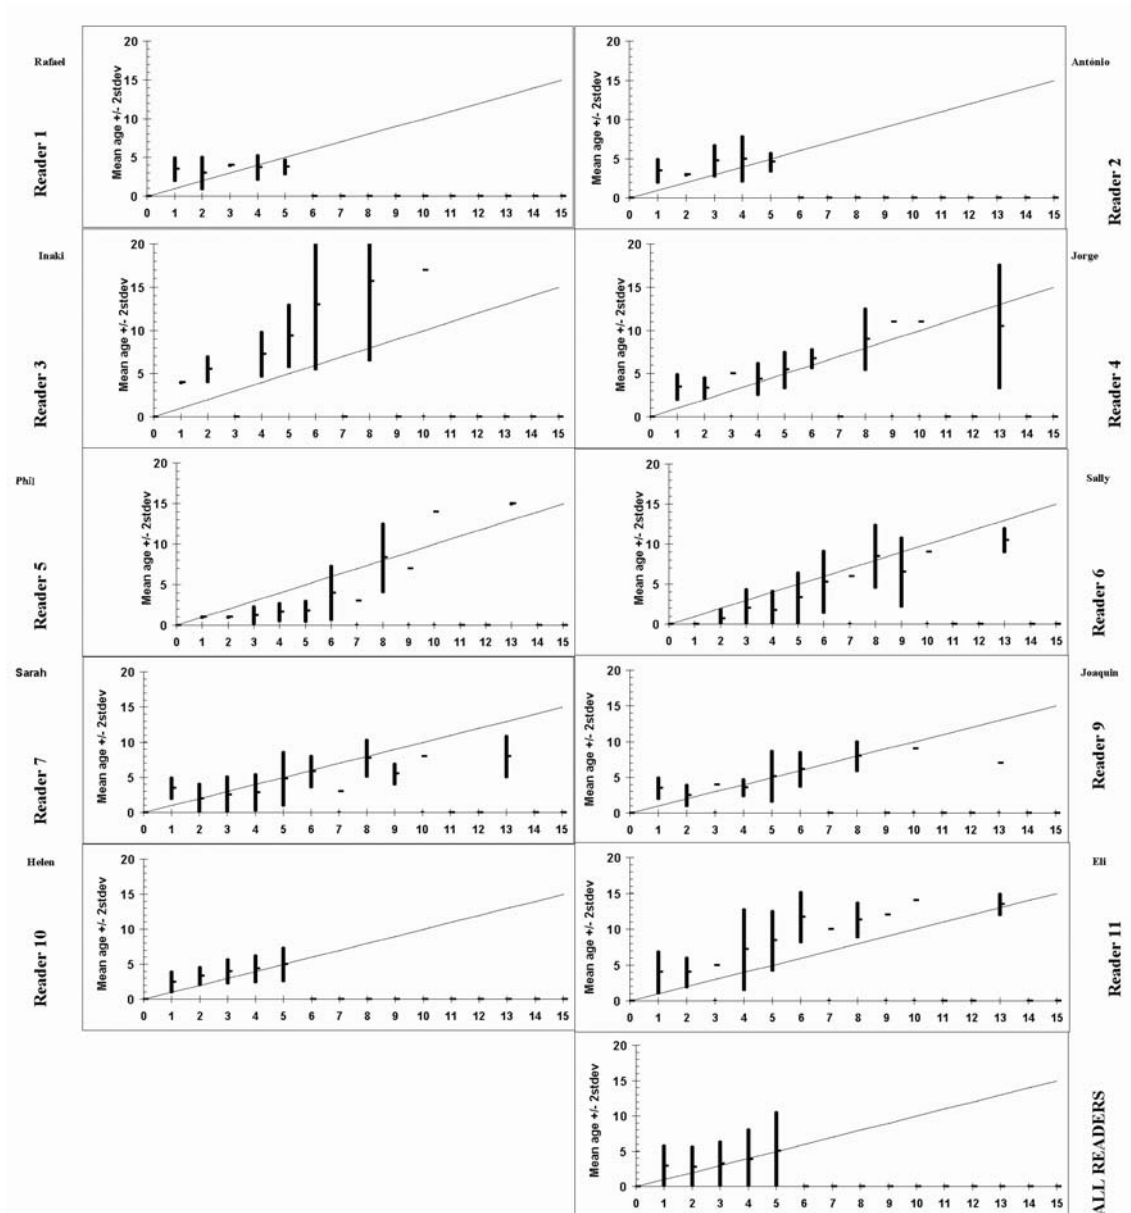 Rafael
Reader 1
Mean age +/- 2stdev
20
15
10
5
0
0 1 2 3 4 5 6 7 8 9 10 11 12 13 14 15
António
Reader 2
Mean age +/- 2stdev
20
15
10
5
0
0 1 2 3 4 5 6 7 8 9 10 11 12 13 14 15
Inaki
Reader 3
Mean age +/- 2stdev
20
15
10
5
0
0 1 2 3 4 5 6 7 8 9 10 11 12 13 14 15
Jorge
Reader 4
Mean age +/- 2stdev
20
15
10
5
0
0 1 2 3 4 5 6 7 8 9 10 11 12 13 14 15
Phil
Reader 5
Mean age +/- 2stdev
20
15
10
5
0
0 1 2 3 4 5 6 7 8 9 10 11 12 13 14 15
Sally
Reader 6
Mean age +/- 2stdev
20
15
10
5
0
0 1 2 3 4 5 6 7 8 9 10 11 12 13 14 15
Sarah
Reader 7
Mean age +/- 2stdev
20
15
10
5
0
0 1 2 3 4 5 6 7 8 9 10 11 12 13 14 15
Joaquin
Reader 9
Mean age +/- 2stdev
20
15
10
5
0
0 1 2 3 4 5 6 7 8 9 10 11 12 13 14 15
Helen
Reader 10
Mean age +/- 2stdev
20
15
10
5
0
0 1 2 3 4 5 6 7 8 9 10 11 12 13 14 15
Eli
Reader 11
Mean age +/- 2stdev
20
15
10
5
0
0 1 2 3 4 5 6 7 8 9 10 11 12 13 14 15
ALL READERS
Mean age +/- 2stdev
20
15
10
5
0
0 1 2 3 4 5 6 7 8 9 10 11 12 13 14 15